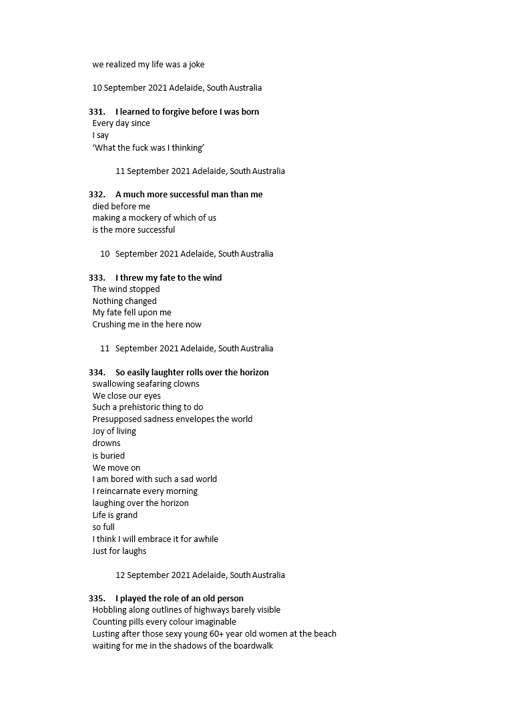 we realized my life was a joke
10 September 2021 Adelaide, South Australia
331. I learned to forgive before I was born
Every day since
I say
‘What the fuck was I thinking’
11 September 2021 Adelaide, South Australia
332. A much more successful man than me
died before me
making a mockery of which of us
is the more successful
10 September 2021 Adelaide, South Australia
333. I threw my fate to the wind
The wind stopped
Nothing changed
My fate fell upon me
Crushing me in the here now
11 September 2021 Adelaide, South Australia
334. So easily laughter rolls over the horizon
swallowing seafaring clowns
We close our eyes
Such a prehistoric thing to do
Presupposed sadness envelopes the world
Joy of living
drowns
is buried
We move on
I am bored with such a sad world
I reincarnate every morning
laughing over the horizon
Life is grand
so full
I think I will embrace it for awhile
Just for laughs
12 September 2021 Adelaide, South Australia
335. I played the role of an old person
Hobbling along outlines of highways barely visible
Counting pills every colour imaginable
Lusting after those sexy young 60+ year old women at the beach
waiting for me in the shadows of the boardwalk